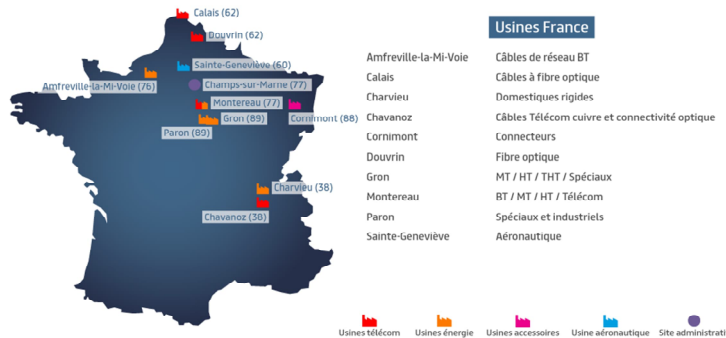 Calais (62)
Douvrin (62)
Sainte-Geneviève (60)
Amfreville-la-Mi-Voie (76)
Champs-sur-Marne (77)
Montereau (77)
Gron (89)
Cornimont (88)
Paron (89)
Charvieu (38)
Chavanoz (38)
Usines France
Amfreville-la-Mi-Voie Câbles de réseau BT
Calais Câbles à fibre optique
Charvieu Domestiques rigides
Chavanoz Câbles Télécom cuivre et connectivité optique
Cornimont Connecteurs
Douvrin Fibre optique
Gron MT / HT / THT / Spéciaux
Montereau BT / MT / HT / Télécom
Paron Spéciaux et industriels
Sainte-Geneviève Aéronautique
Usines télécom Usines énergie Usines accessoires Usine aéronautique Site administrati